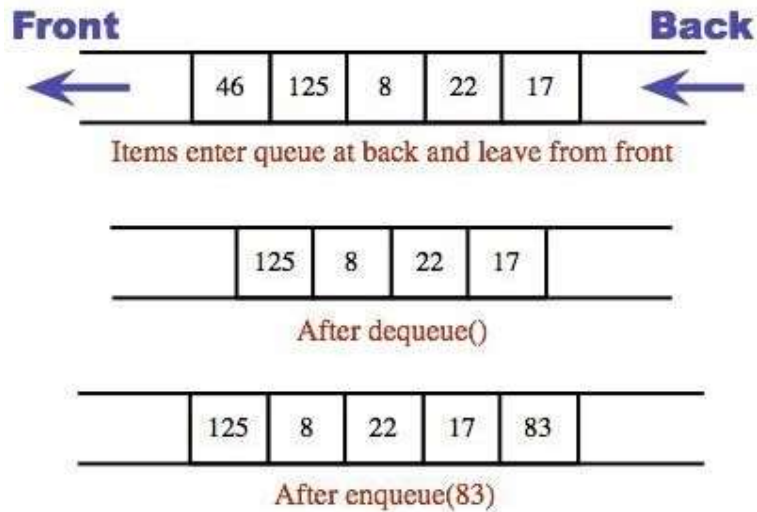 Front Back
46 125 8 22 17
Items enter queue at back and leave from front
125 8 22 17
After dequeue()
125 8 22 17 83
After enqueue(83)